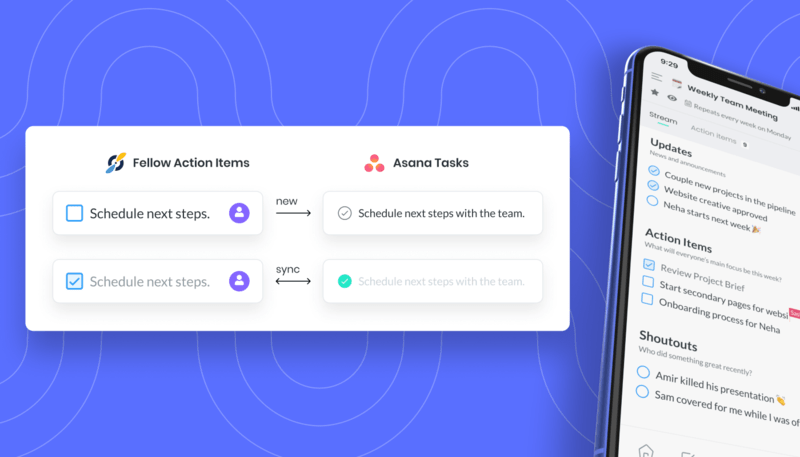 Fellow Action Items
Asana Tasks
Schedule next steps.
new
Schedule next steps with the team.
Schedule next steps.
sync
Schedule next steps with the team.
9:29
Weekly Team Meeting
Repeats every week on Monday
Stream
Action Items 9
Updates
News and announcements
Couple new projects in the pipeline
Website creative approved
Neha starts next week 🎉
Action Items
What will everyone's main focus be this week?
Review Project Brief
Start secondary pages for websi
Onboarding process for Neha
Shoutouts
Who did something great recently?
Amir killed his presentation 👏
Sam covered for me while I was of